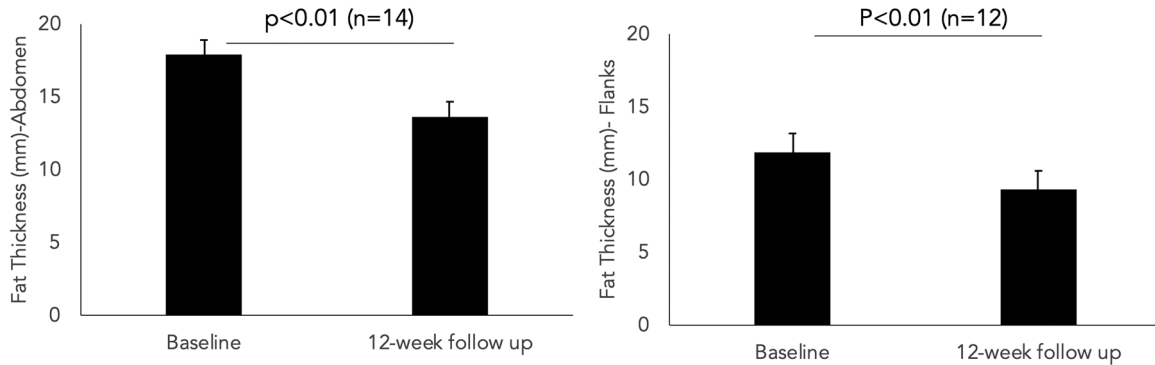 p<0.01 (n=14)
Fat Thickness (mm)-Abdomen
20
15
10
5
0
Baseline
12-week follow up
P<0.01 (n=12)
Fat Thickness (mm)- Flanks
20
15
10
5
0
Baseline
12-week follow up